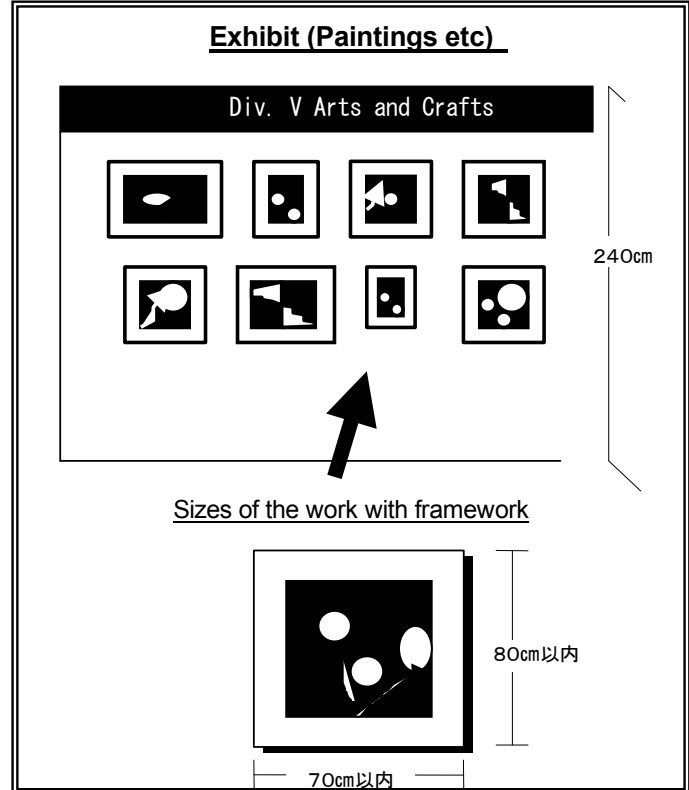 Exhibit (Paintings etc)
Div. V Arts and Crafts
240㎝
Sizes of the work with framework
80㎝以内
70㎝以内